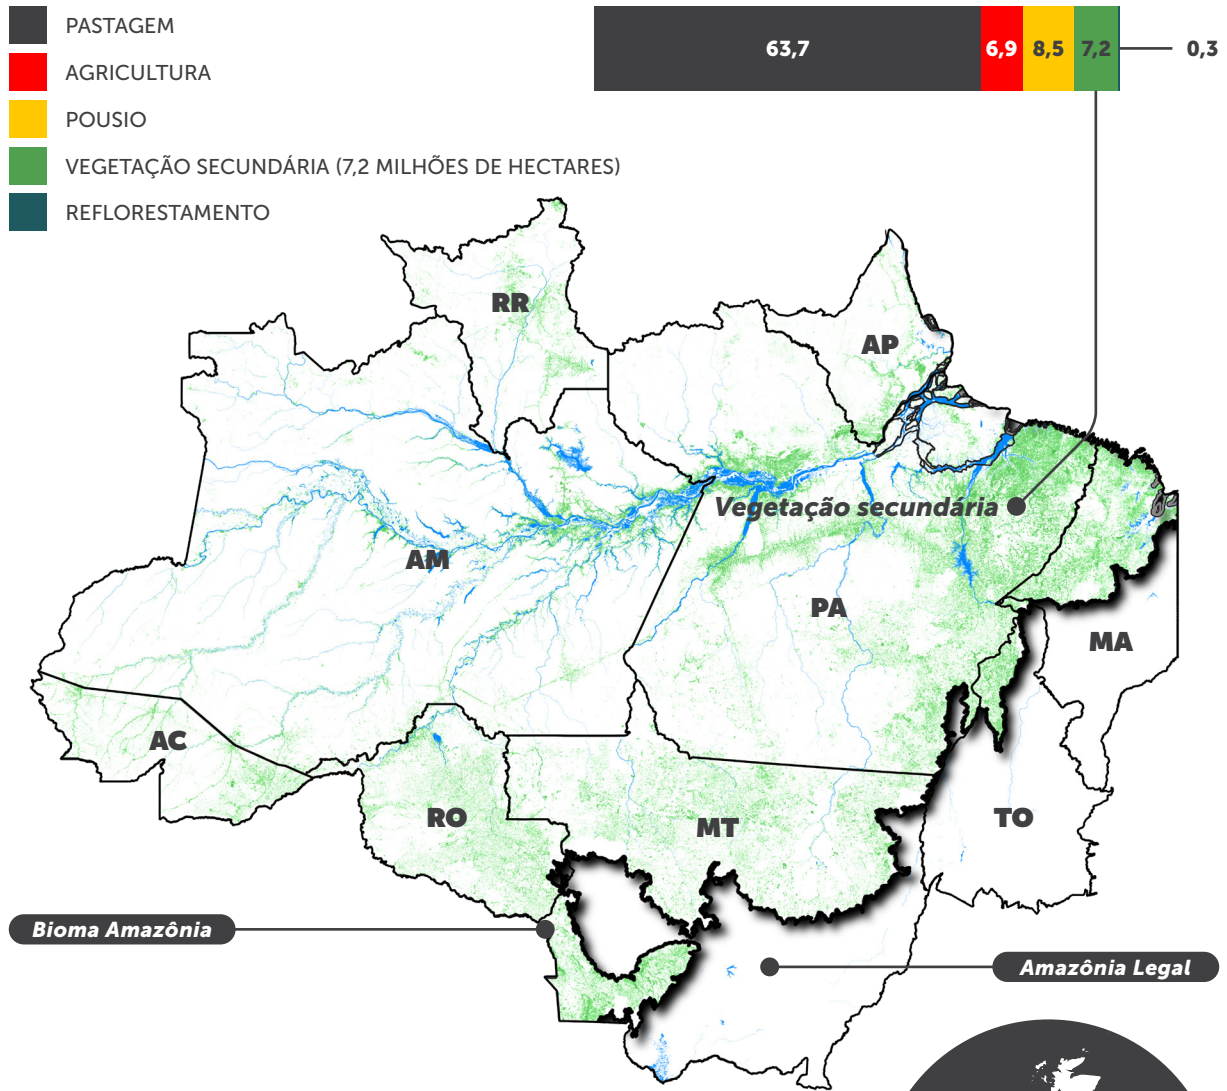 PASTAGEM
AGRICULTURA
POUSIO
VEGETAÇÃO SECUNDÁRIA (7,2 MILHÕES DE HECTARES)
REFLORESTAMENTO
63,7 6,9 8,5 7,2 0,3
RR
AP
Vegetação secundária
AM
PA
MA
AC
RO
MT
TO
Bioma Amazônia
Amazônia Legal